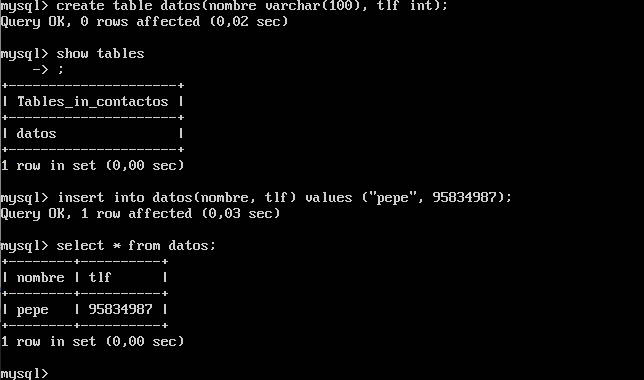 mysql> create table datos(nombre varchar(100), tlf int);
Query OK, 0 rows affected (0,02 sec)
mysql> show tables
    -> ;
+---------------------+
| Tables_in_contactos |
+---------------------+
| datos               |
+---------------------+
1 row in set (0,00 sec)
mysql> insert into datos(nombre, tlf) values ("pepe", 95834987);
Query OK, 1 row affected (0,03 sec)
mysql> select * from datos;
+--------+----------+
| nombre | tlf      |
+--------+----------+
| pepe   | 95834987 |
+--------+----------+
1 row in set (0,00 sec)
mysql>